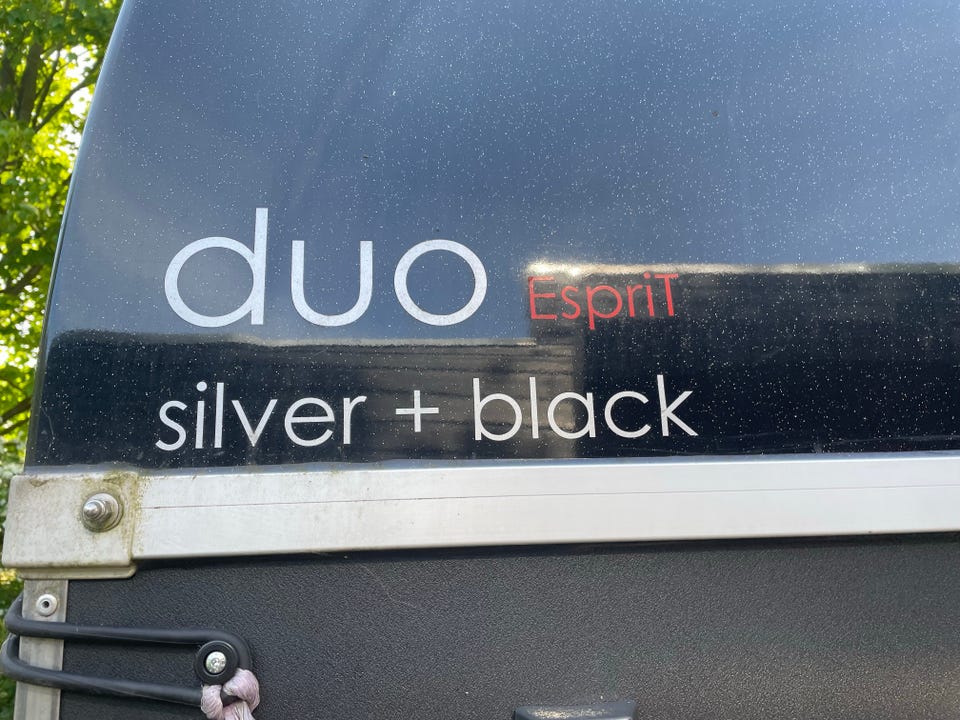 duo EspriT
silver + black